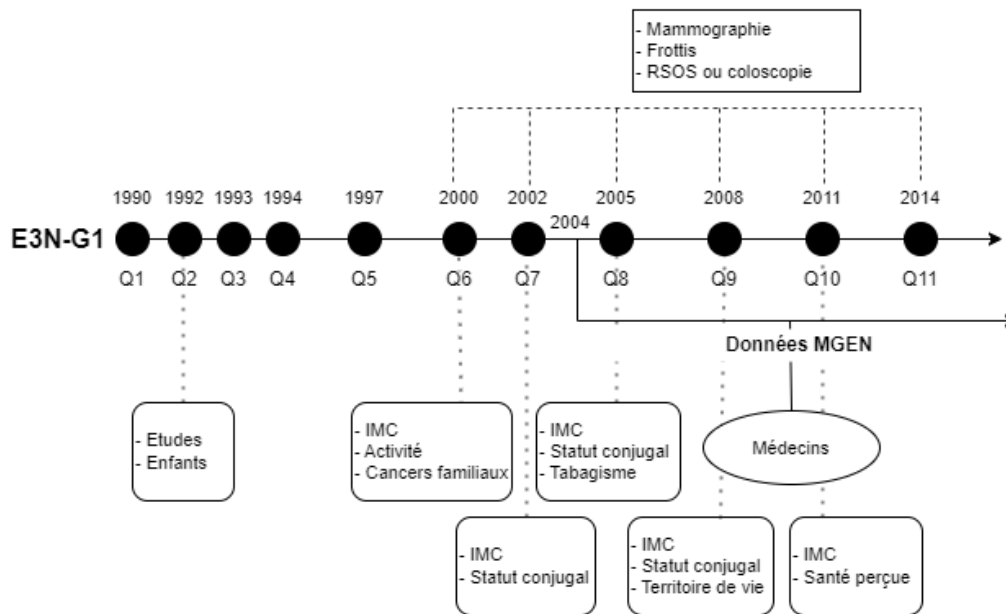 - Mammographie
- Frottis
- RSOS ou coloscopie
1990 1992 1993 1994 1997 2000 2002 2005 2008 2011 2014
2004
E3N-G1
Q1 Q2 Q3 Q4 Q5 Q6 Q7 Q8 Q9 Q10 Q11
Données MGEN
- Etudes
- Enfants
- IMC
- Activité
- Cancers familiaux
- IMC
- Statut conjugal
- Tabagisme
Médecins
- IMC
- Statut conjugal
- IMC
- Statut conjugal
- Territoire de vie
- IMC
- Santé perçue